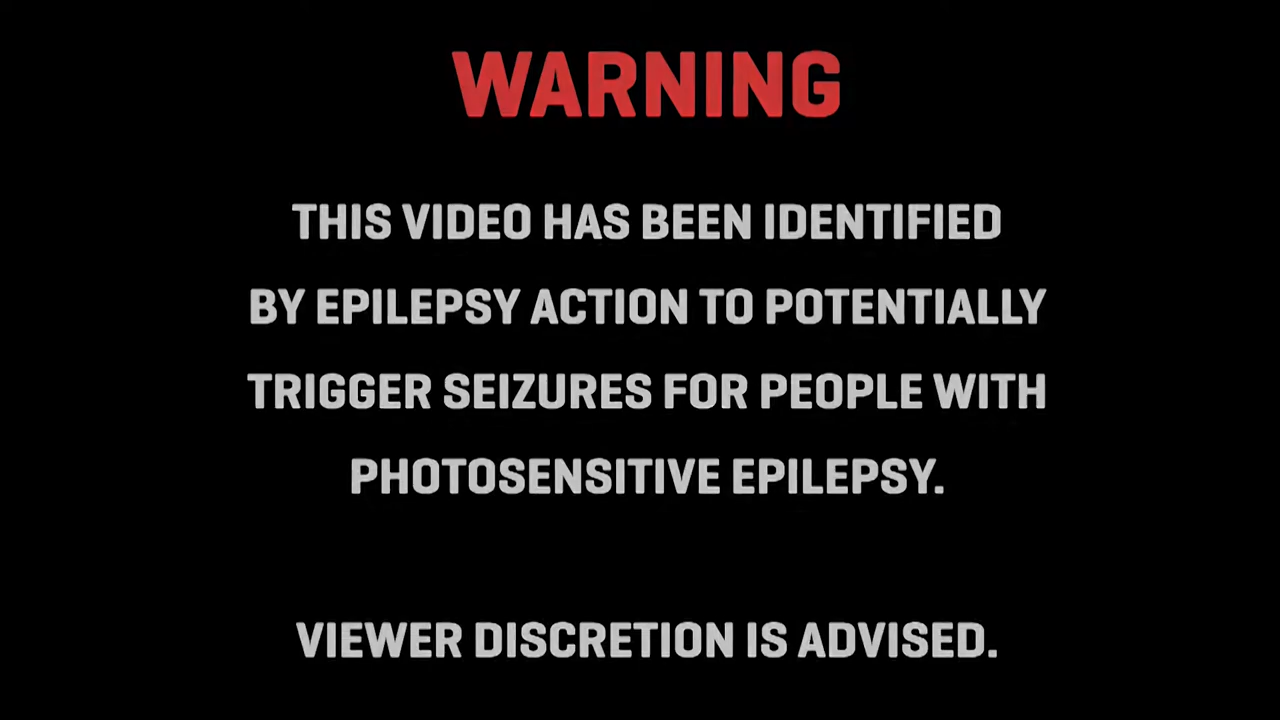 WARNING
THIS VIDEO HAS BEEN IDENTIFIED
BY EPILEPSY ACTION TO POTENTIALLY
TRIGGER SEIZURES FOR PEOPLE WITH
PHOTOSENSITIVE EPILEPSY.
VIEWER DISCRETION IS ADVISED.